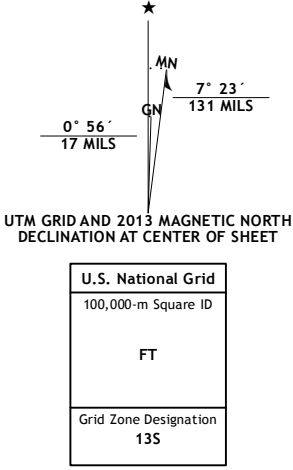 ★
MN
7° 23´
131 MILS
GN
0° 56´
17 MILS
UTM GRID AND 2013 MAGNETIC NORTH
DECLINATION AT CENTER OF SHEET
U.S. National Grid
100,000-m Square ID
FT
Grid Zone Designation
13S